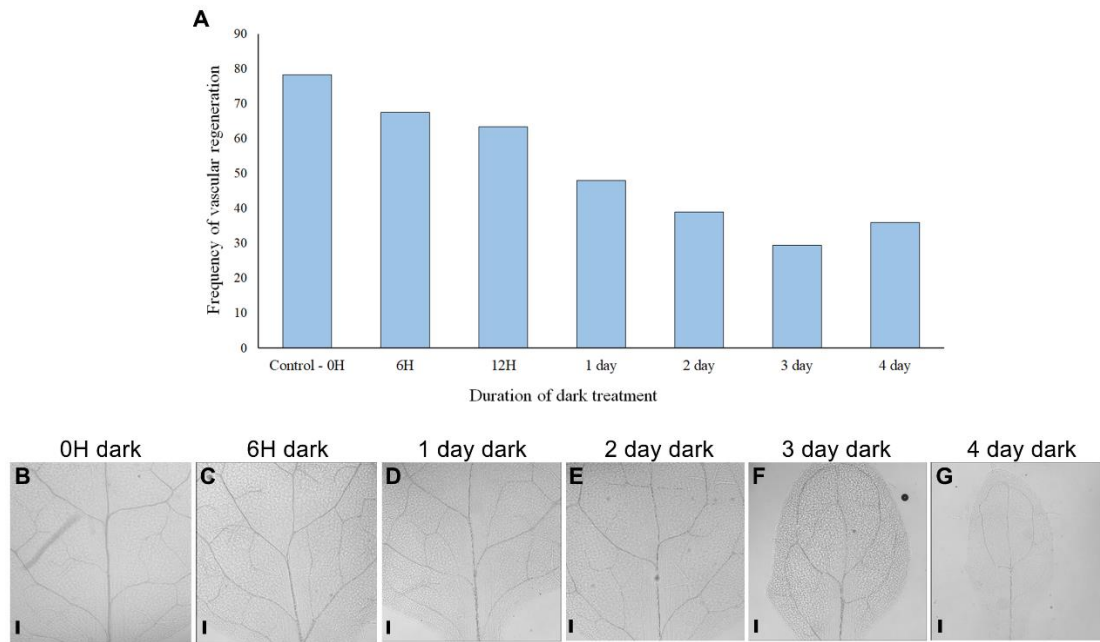 A
Frequency of vascular regeneration
90
80
70
60
50
40
30
20
10
0
Control - 0H 6H 12H 1 day 2 day 3 day 4 day
Duration of dark treatment
0H dark 6H dark 1 day dark 2 day dark 3 day dark 4 day dark
B C D E F G